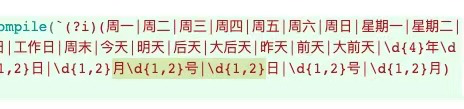 ompile(`(?i)(周一|周二|周三|周四|周五|周六|周日|星期一|星期二|
日|工作日|周末|今天|明天|后天|大后天|昨天|前天|大前天|\d{4}年\d
1,2}日|\d{1,2}月\d{1,2}号|\d{1,2}日|\d{1,2}号|\d{1,2}月)